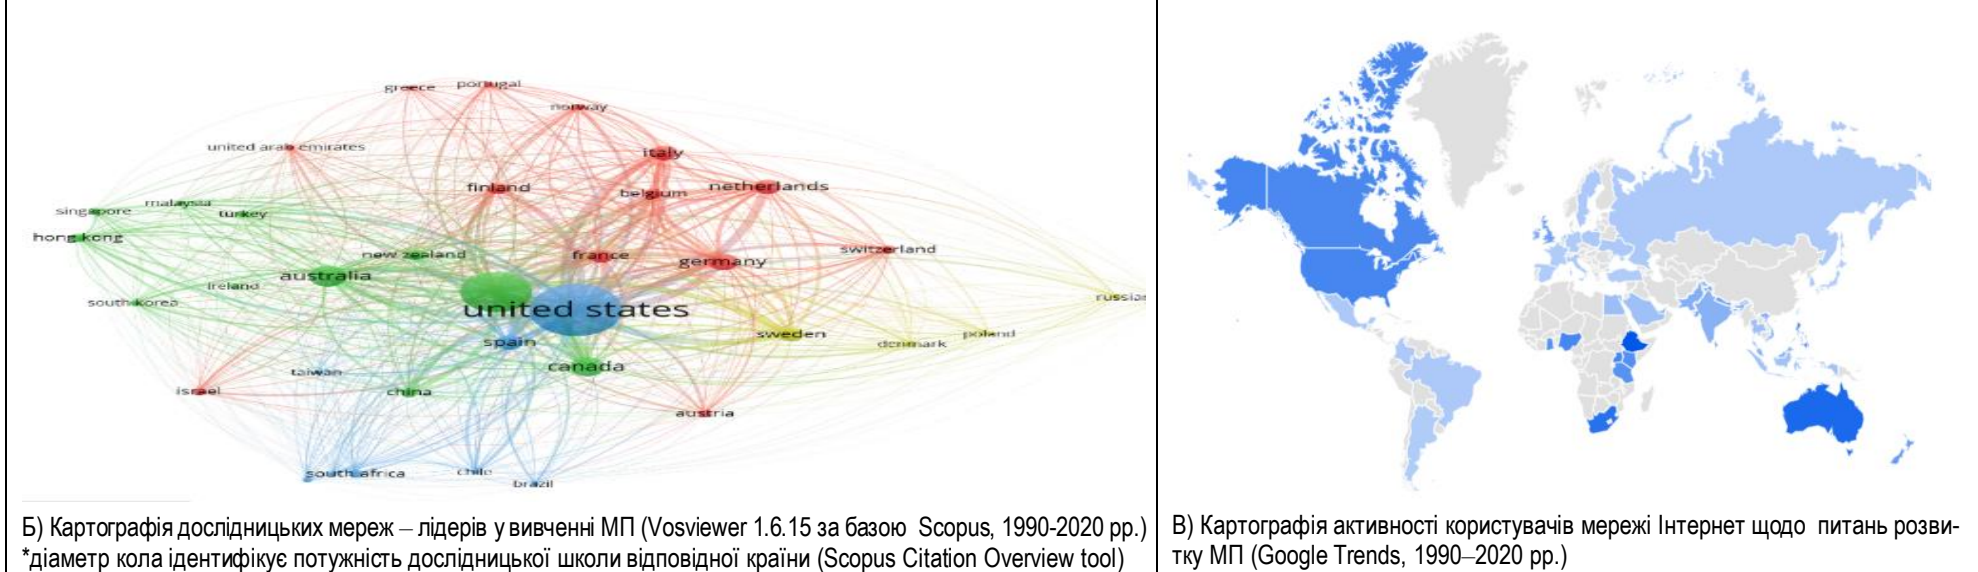 greece
portugal
norway
united arab emirates
italy
finland
belgium
netherlands
singapore
malaysia
turkey
hong kong
new zealand
france
germany
switzerland
australia
ireland
south korea
united states
sweden
denmark
poland
spain
canada
taiwan
israel
china
austria
south africa
chile
brazil
Б) Картографія дослідницьких мереж – лідерів у вивченні МП (Vosviewer 1.6.15 за базою Scopus, 1990-2020 рр.)
*діаметр кола ідентифікує потужність дослідницької школи відповідної країни (Scopus Citation Overview tool)
В) Картографія активності користувачів мережі Інтернет щодо питань розви-
тку МП (Google Trends, 1990–2020 рр.)